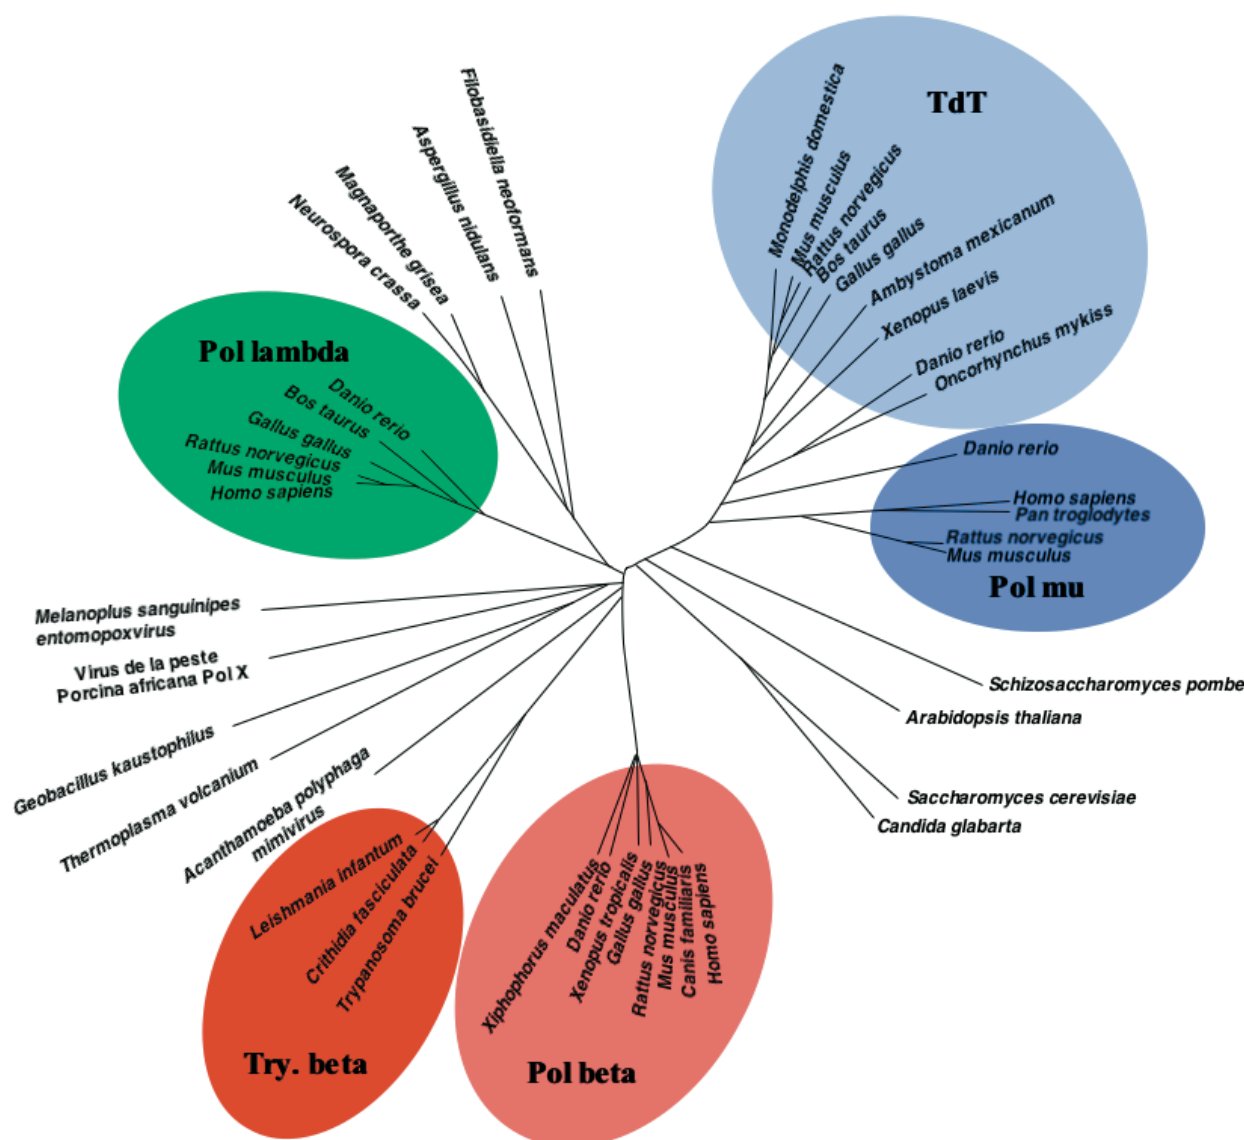 Filobasidiella neoformans
Aspergillus nidulans
Magnaporthe grisea
Neurospora crassa
TdT
Monodelphis domestica
Mus musculus
Rattus norvegicus
Bos taurus
Gallus gallus
Ambystoma mexicanum
Xenopus laevis
Danio rerio
Oncorhynchus mykiss
Pol lambda
Danio rerio
Bos taurus
Gallus gallus
Rattus norvegicus
Mus musculus
Homo sapiens
Danio rerio
Homo sapiens
Pan troglodytes
Rattus norvegicus
Mus musculus
Pol mu
Melanoplus sanguinipes
entomopoxvirus
Virus de la peste
Porcina africana Pol X
Geobacillus kaustophilus
Thermoplasma volcanium
Acanthamoeba polyphaga
mimivirus
Schizosaccharomyces pombe
Arabidopsis thaliana
Saccharomyces cerevisiae
Candida glabarta
Leishmania infantum
Crithidia fasciculata
Trypanosoma brucei
Try. beta
Xiphophorus maculatus
Danio rerio
Xenopus tropicalis
Gallus gallus
Rattus norvegicus
Mus musculus
Canis familiaris
Homo sapiens
Pol beta